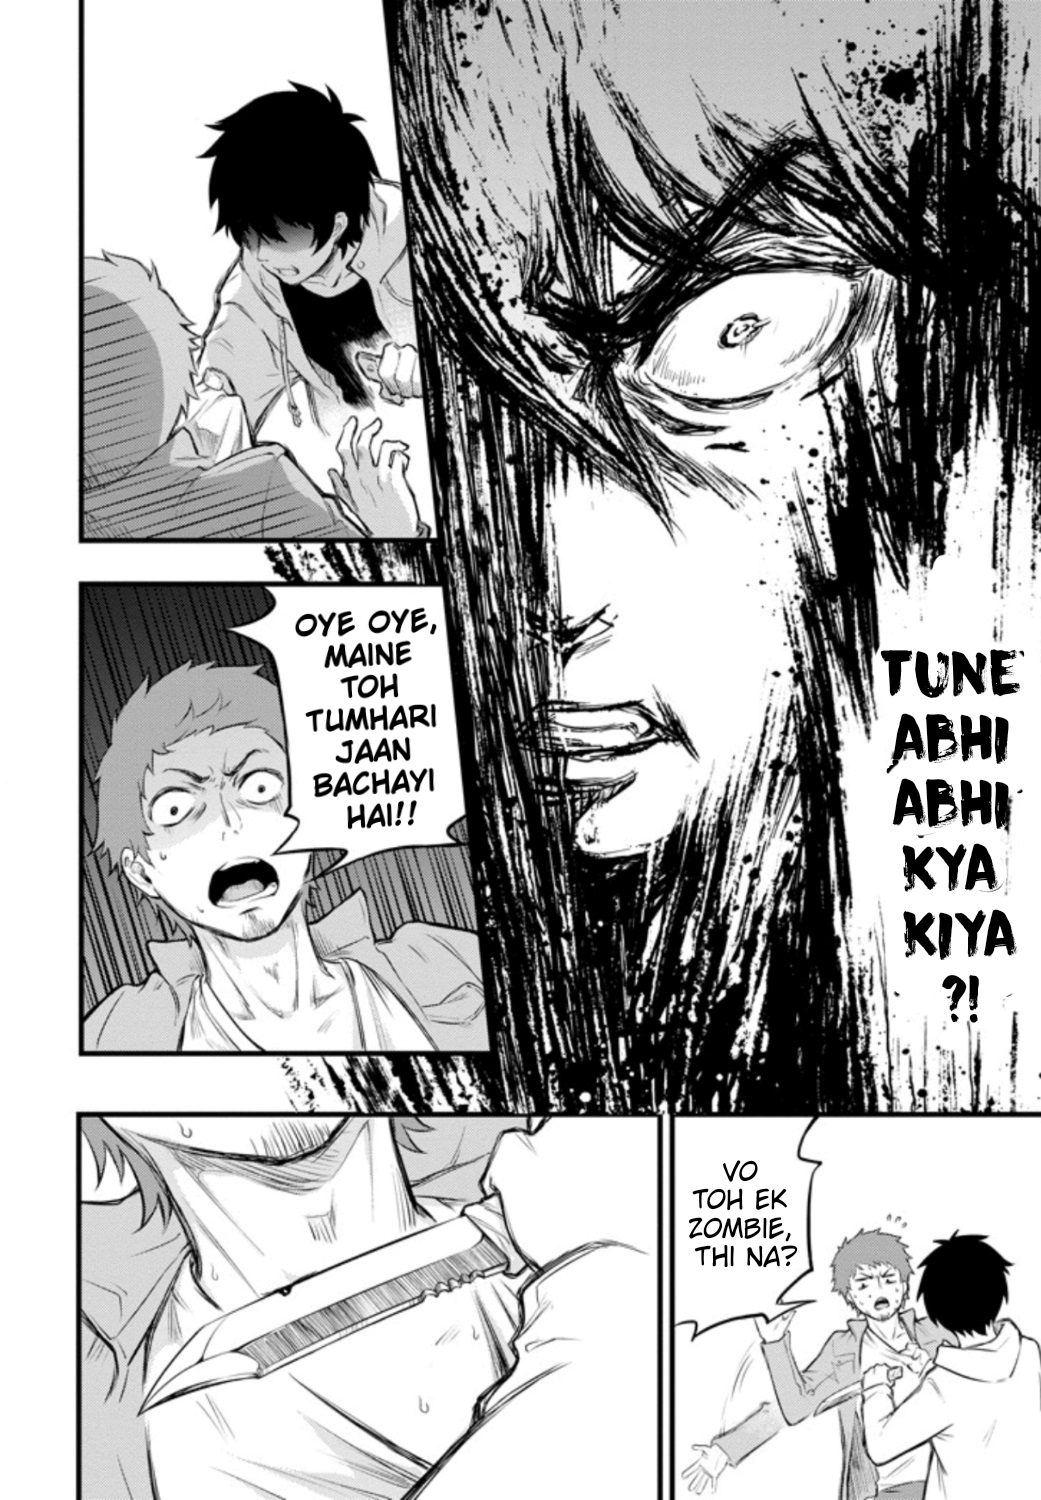 TUNE
ABHI
ABHI
KYA
KIYA
?!
OYE OYE,
MAINE
TOH
TUMHARI
JAAN
BACHAYI
HAI!!
VO
TOH EK
ZOMBIE,
THI NA?